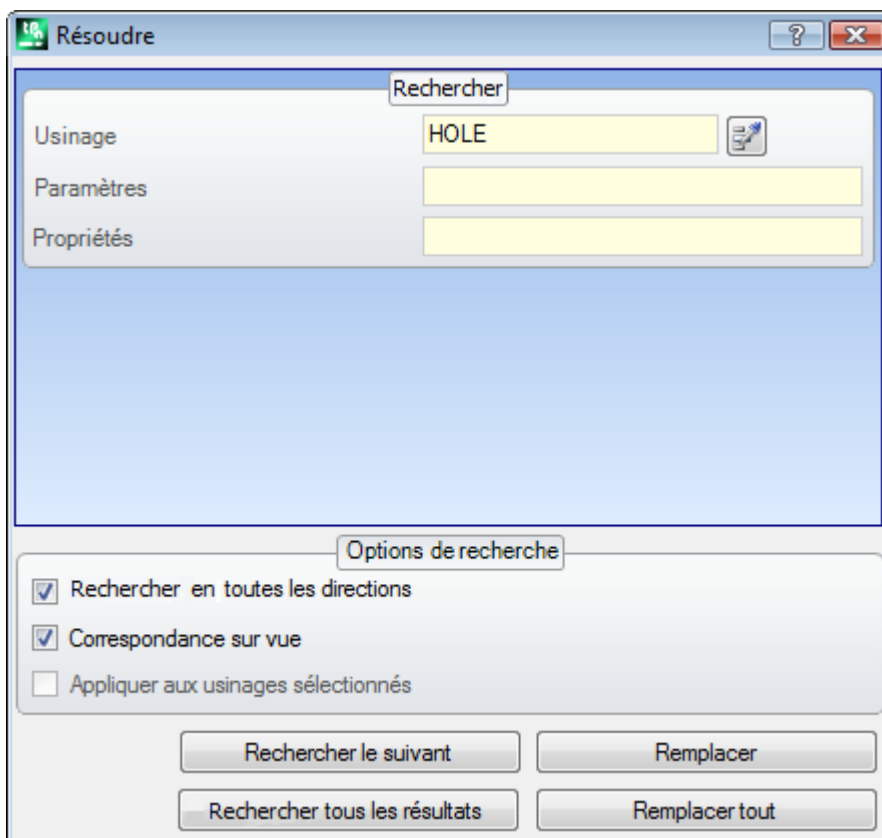 Résoudre
Rechercher
Usinage HOLE
Paramètres
Propriétés
Options de recherche
Rechercher en toutes les directions
Correspondance sur vue
Appliquer aux usinages sélectionnés
Rechercher le suivant Remplacer
Rechercher tous les résultats Remplacer tout